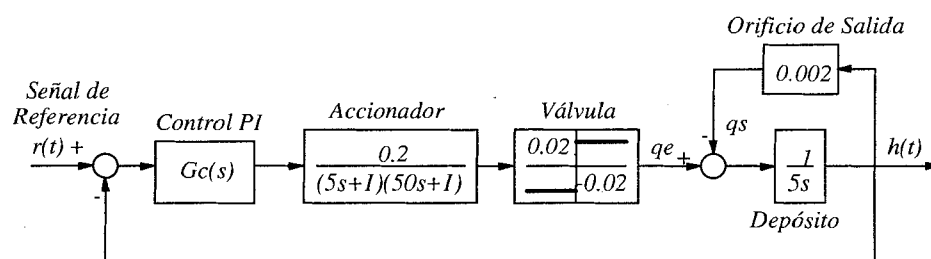 Orificio de Salida
0.002
Señal de
Referencia
r(t) +
-
Control PI
Gc(s)
Accionador
0.2
(5s+1)(50s+1)
Válvula
0.02
-0.02
qe
+
-
qs
1
5s
Depósito
h(t)